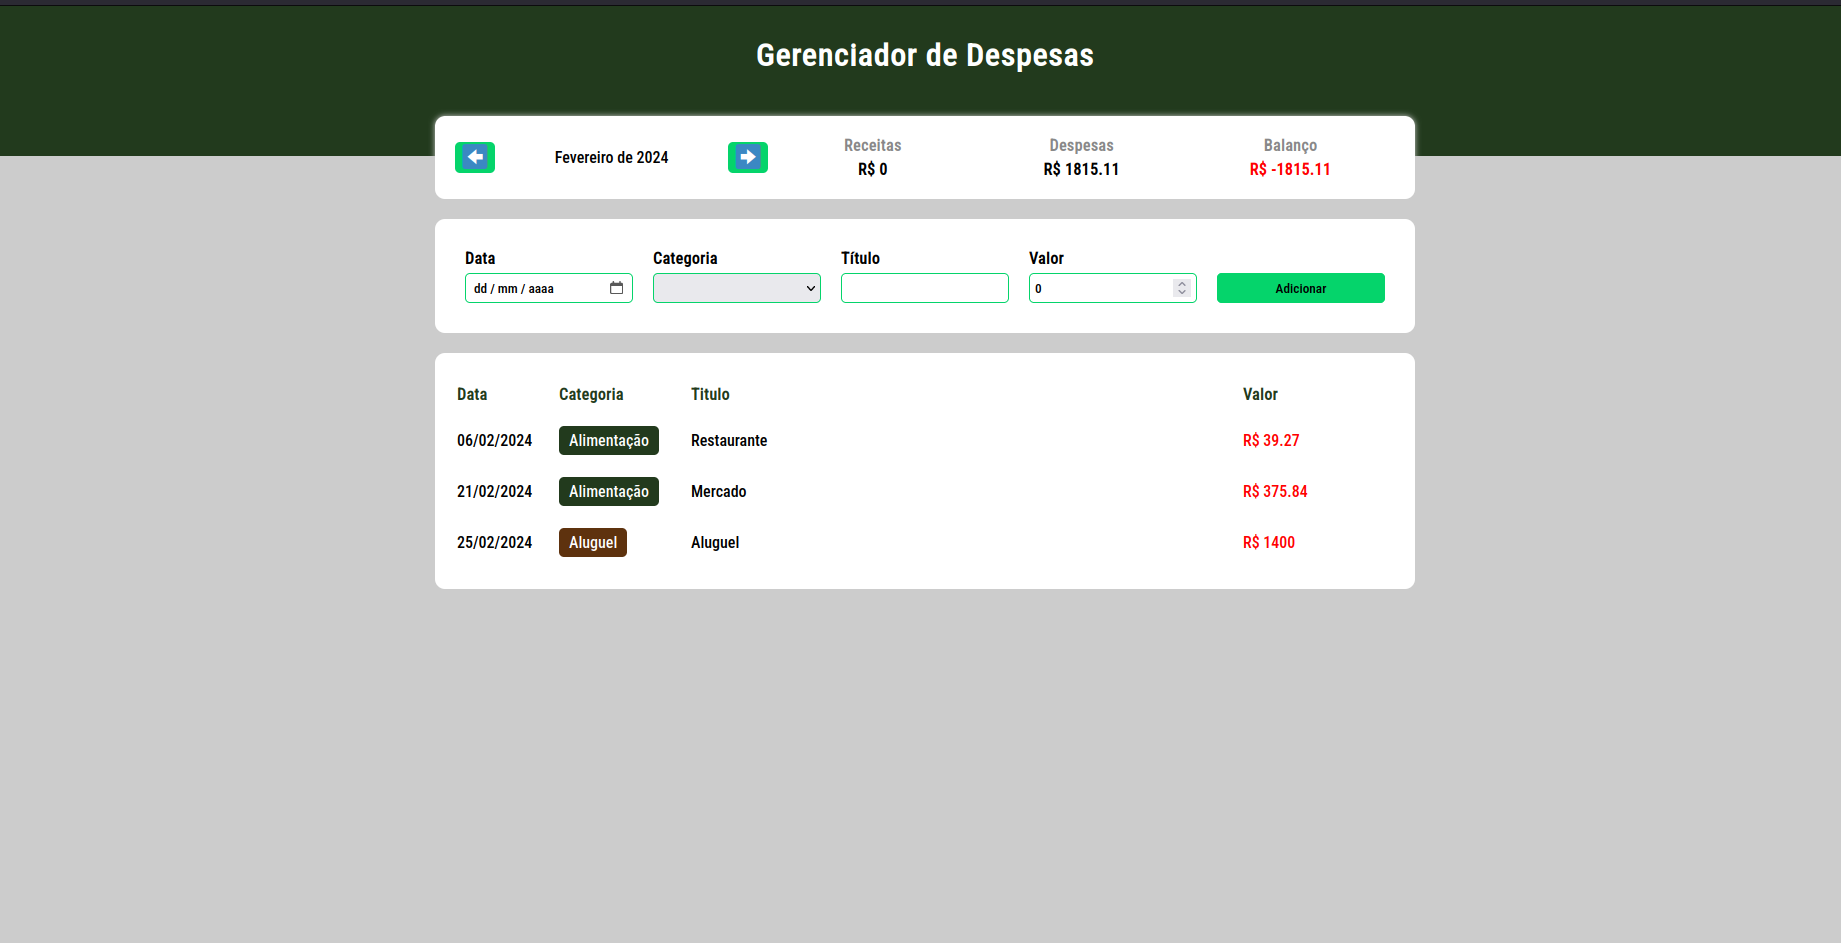 Gerenciador de Despesas
Fevereiro de 2024
Receitas
R$ 0
Despesas
R$ 1815.11
Balanço
R$ -1815.11
Data
Categoria
Título
Valor
dd / mm / aaaa
0
Adicionar
Data Categoria Titulo Valor
06/02/2024 Alimentação Restaurante R$ 39.27
21/02/2024 Alimentação Mercado R$ 375.84
25/02/2024 Aluguel Aluguel R$ 1400